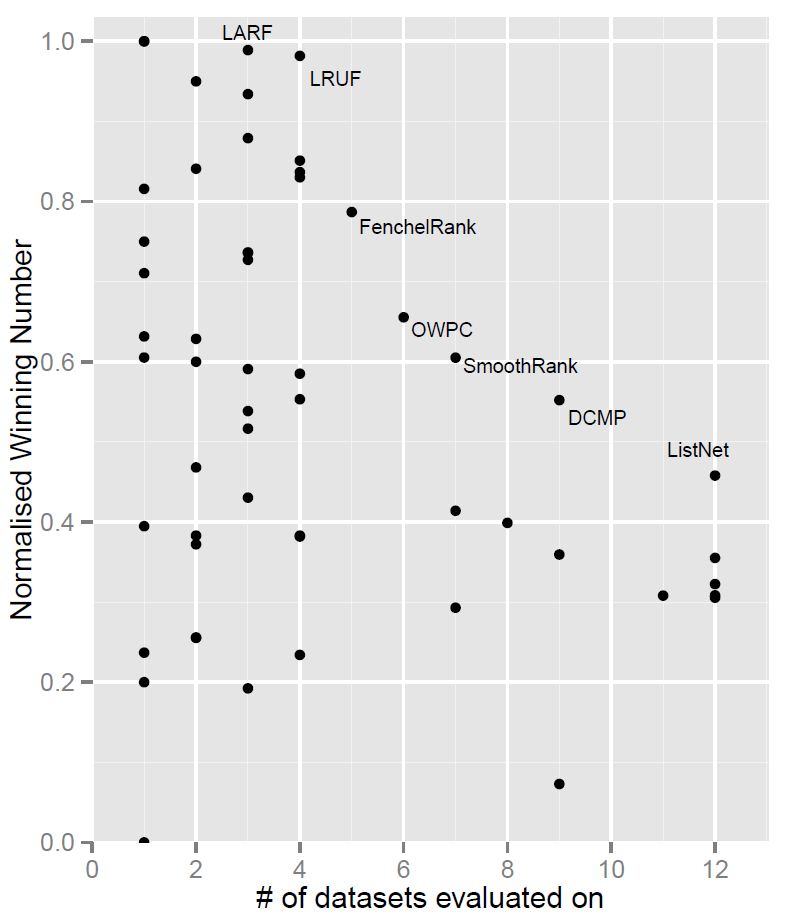 LARF
LRUF
FenchelRank
OWPC
SmoothRank
DCMP
ListNet
Normalised Winning Number
1.0
0.8
0.6
0.4
0.2
0.0
0 2 4 6 8 10 12
# of datasets evaluated on